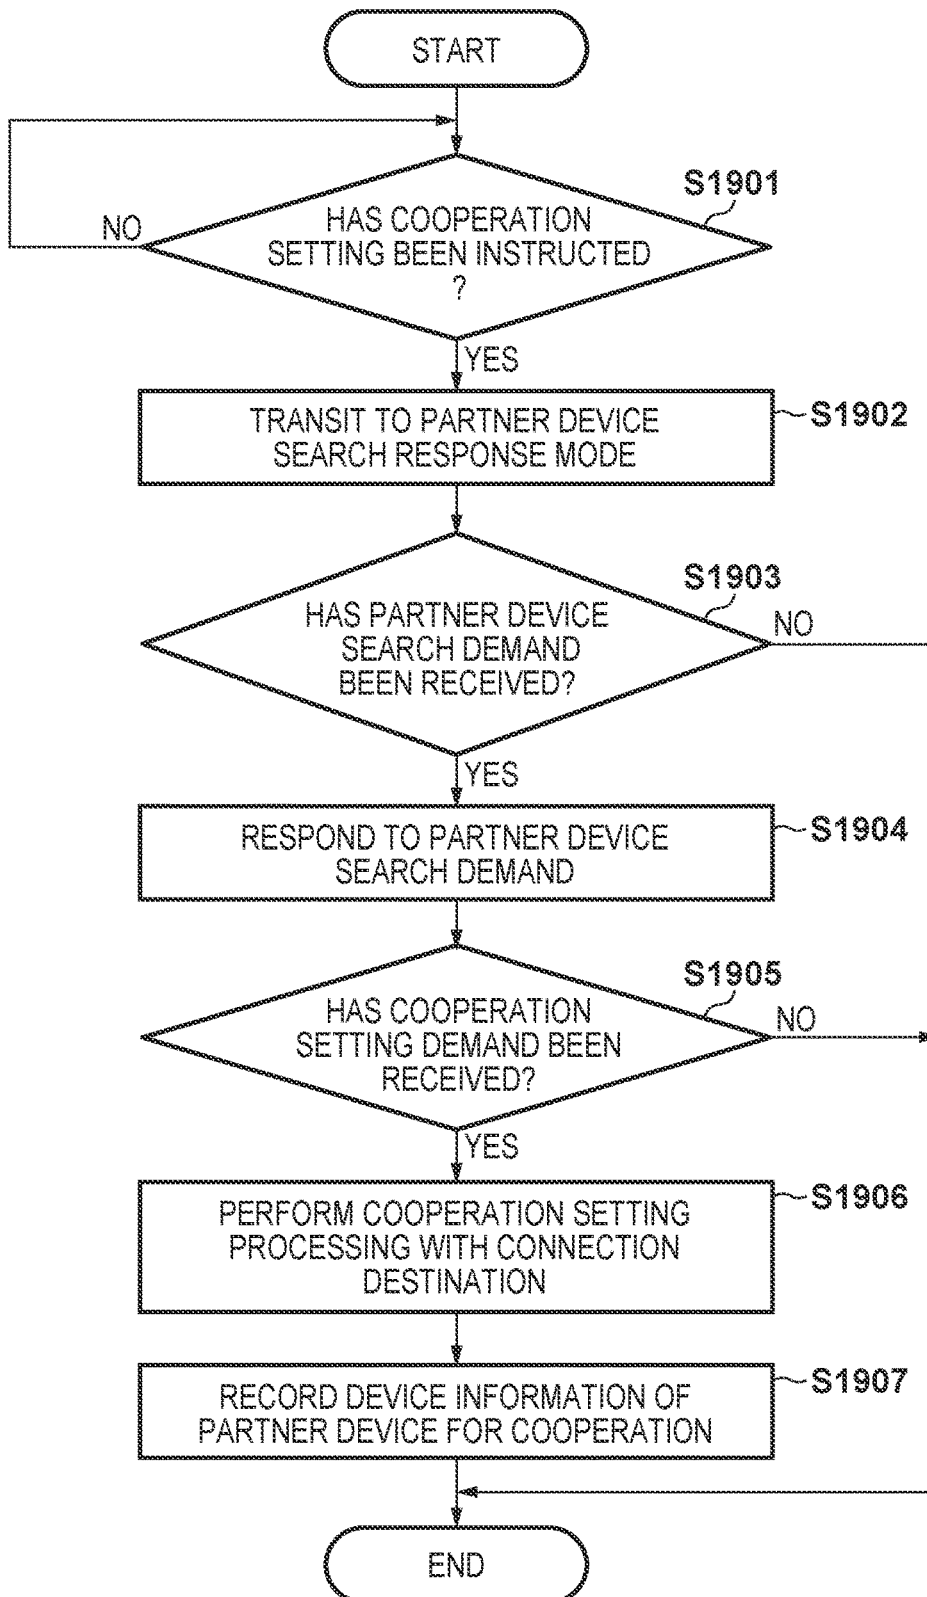 START
S1901
NO
HAS COOPERATION
SETTING BEEN INSTRUCTED
?
YES
TRANSIT TO PARTNER DEVICE
SEARCH RESPONSE MODE
S1902
S1903
HAS PARTNER DEVICE
SEARCH DEMAND
BEEN RECEIVED?
NO
YES
RESPOND TO PARTNER DEVICE
SEARCH DEMAND
S1904
S1905
HAS COOPERATION
SETTING DEMAND BEEN
RECEIVED?
NO
YES
PERFORM COOPERATION SETTING
PROCESSING WITH CONNECTION
DESTINATION
S1906
RECORD DEVICE INFORMATION OF
PARTNER DEVICE FOR COOPERATION
S1907
END